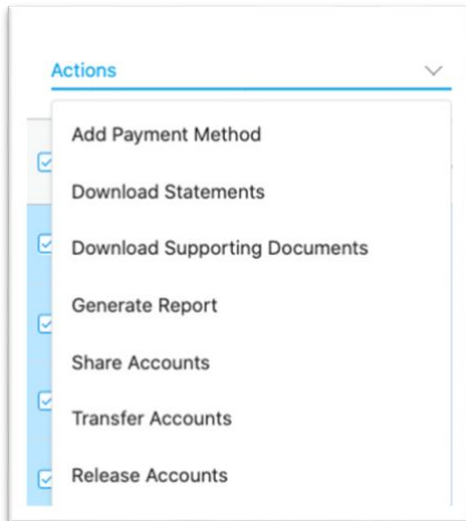 Actions
Add Payment Method
Download Statements
Download Supporting Documents
Generate Report
Share Accounts
Transfer Accounts
Release Accounts